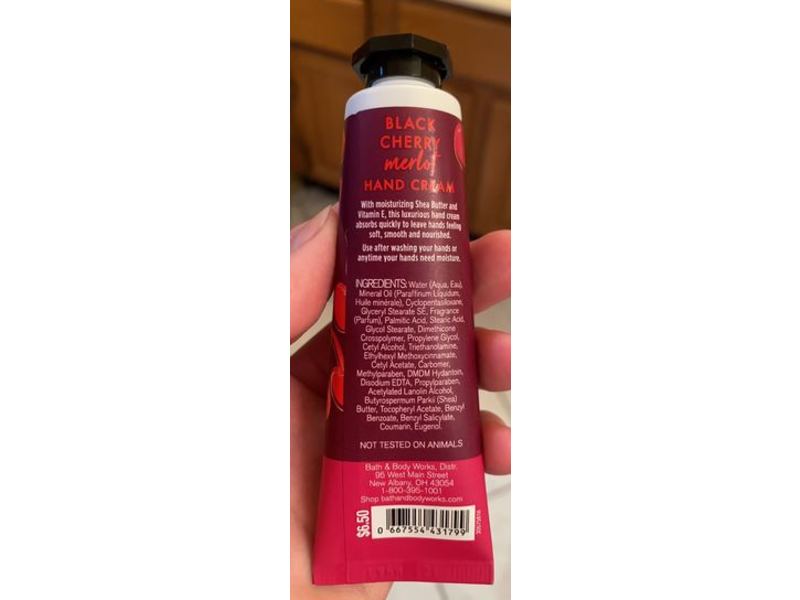 BLACK
CHERRY
merlot
HAND CREAM
With moisturizing Shea Butter and
Vitamin E, this luxurious hand cream
absorbs quickly to leave hands feeling
soft, smooth and nourished.
Use after washing your hands or
anytime your hands need moisture.
INGREDIENTS: Water (Aqua, Eau),
Mineral Oil (Paraffinum Liquidum,
Huile minérale), Cyclopentasiloxane,
Glyceryl Stearate SE, Fragrance
(Parfum), Palmitic Acid, Stearic Acid,
Glycol Stearate, Dimethicone
Crosspolymer, Propylene Glycol,
Cetyl Alcohol, Triethanolamine,
Ethylhexyl Methoxycinnamate,
Cetyl Acetate, Carbomer,
Methylparaben, DMDM Hydantoin,
Disodium EDTA, Propylparaben,
Acetylated Lanolin Alcohol,
Butyrospermum Parkii (Shea)
Butter, Tocopheryl Acetate, Benzyl
Benzoate, Benzyl Salicylate,
Coumarin, Eugenol.
NOT TESTED ON ANIMALS
Bath & Body Works, Distr.
95 West Main Street
New Albany, OH 43054
1-800-395-1001
Shop bathandbodyworks.com
$6.50
0 667554 431799